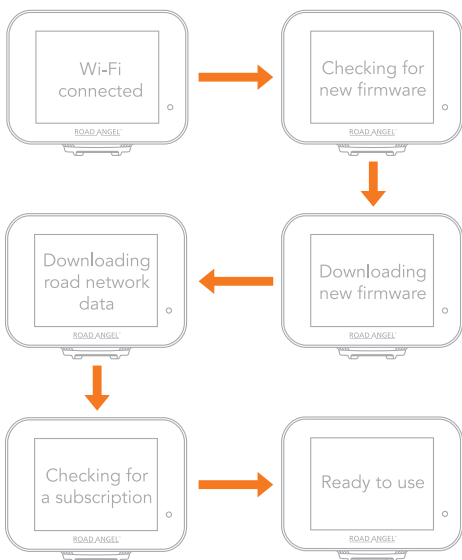 Wi-Fi
connected
ROAD ANGEL
Checking for
new firmware
ROAD ANGEL
Downloading
new firmware
ROAD ANGEL
Downloading
road network
data
ROAD ANGEL
Checking for
a subscription
ROAD ANGEL
Ready to use
ROAD ANGEL